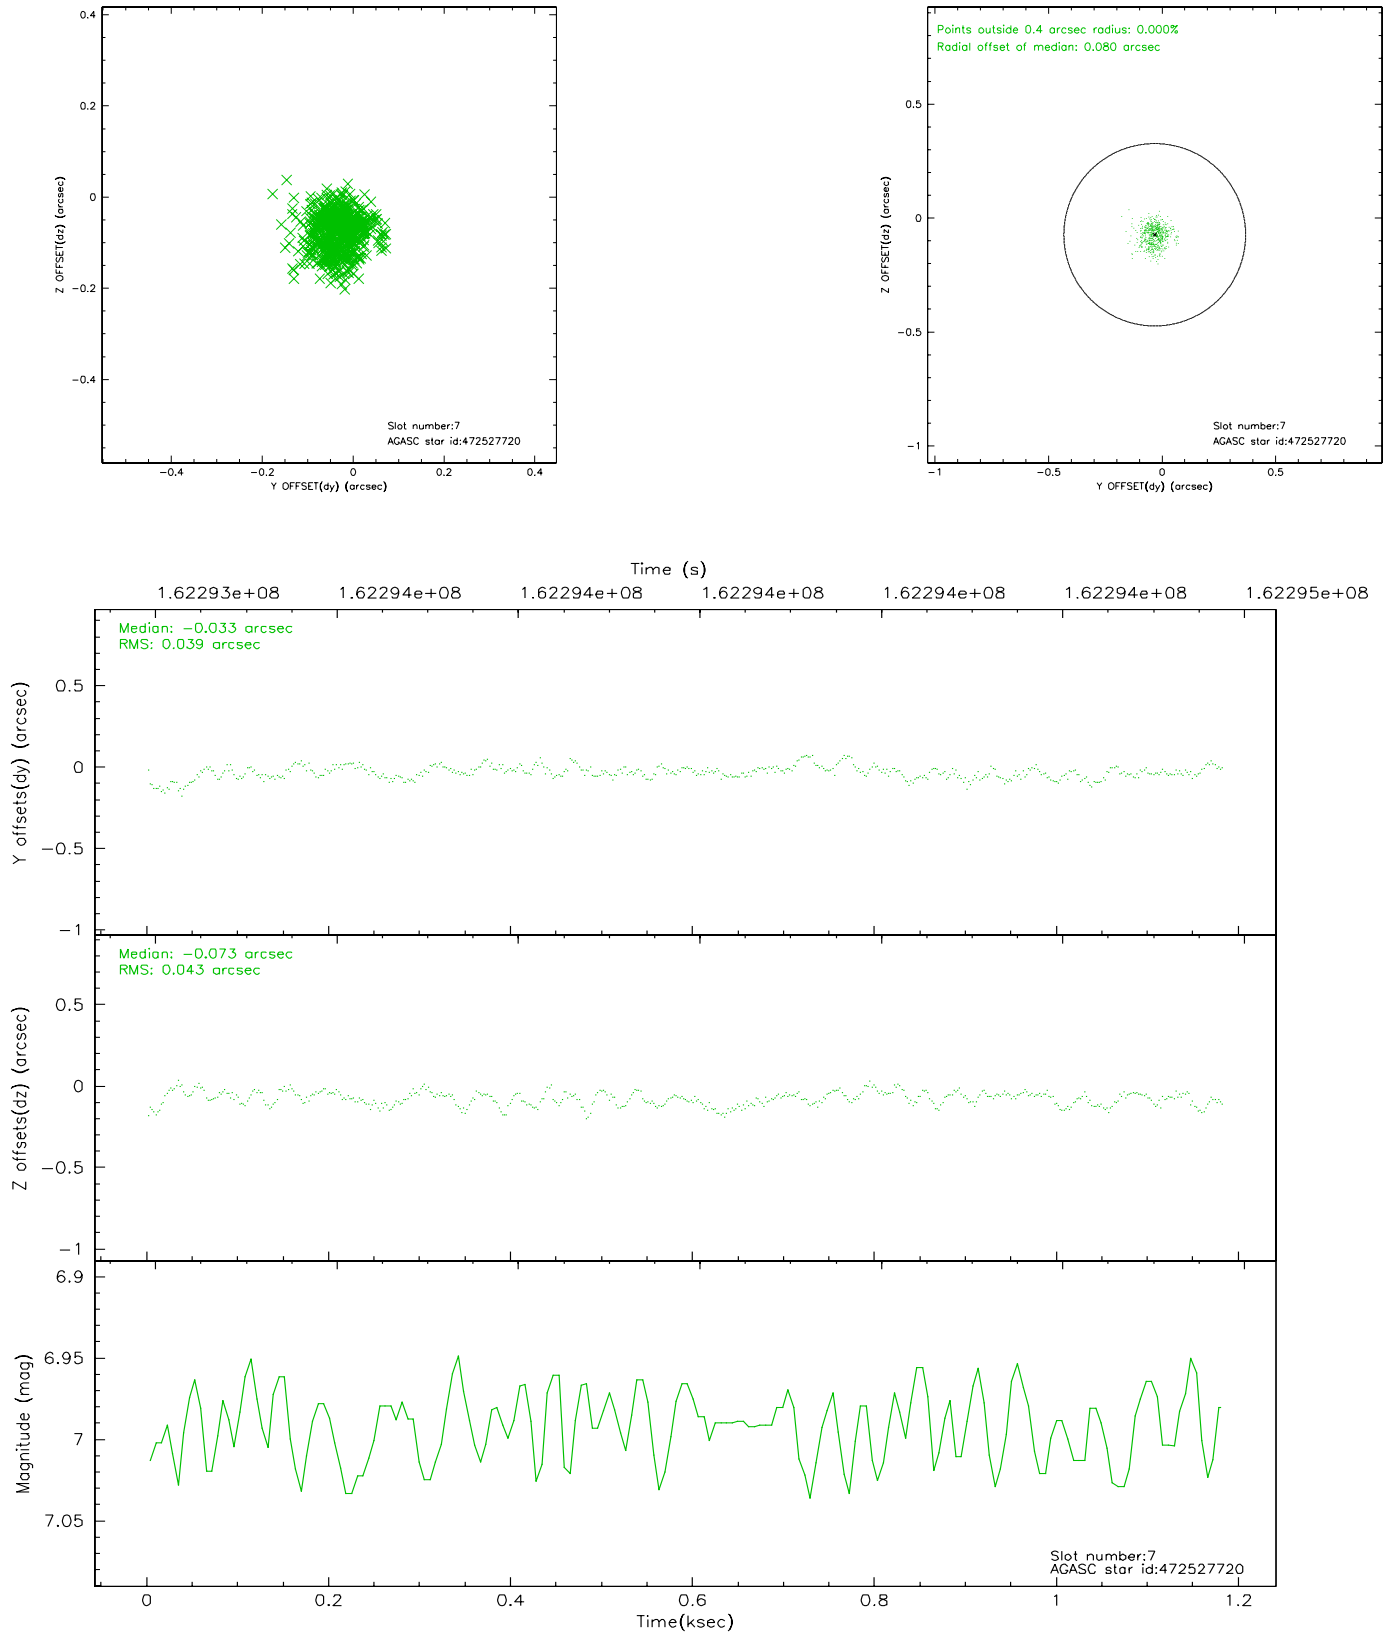 0.4
0.2
0
−0.2
−0.4
−0.4
−0.2
0
0.2
0.4
Z OFFSET(dz) (arcsec)
Y OFFSET(dy) (arcsec)
Slot number:7
AGASC star id:472527720
Points outside 0.4 arcsec radius: 0.000%
Radial offset of median: 0.080 arcsec
0.5
0
−0.5
−1
−1
−0.5
0
0.5
Z OFFSET(dz) (arcsec)
Y OFFSET(dy) (arcsec)
Slot number:7
AGASC star id:472527720
Time (s)
1.62293e+08 1.62294e+08 1.62294e+08 1.62294e+08 1.62294e+08 1.62294e+08 1.62295e+08
Median: −0.033 arcsec
RMS: 0.039 arcsec
0.5
0
−0.5
−1
Y offsets(dy) (arcsec)
Median: −0.073 arcsec
RMS: 0.043 arcsec
0.5
0
−0.5
−1
Z offsets(dz) (arcsec)
6.9
6.95
7
7.05
Magnitude (mag)
Slot number:7
AGASC star id:472527720
0 0.2 0.4 0.6 0.8 1 1.2
Time(ksec)